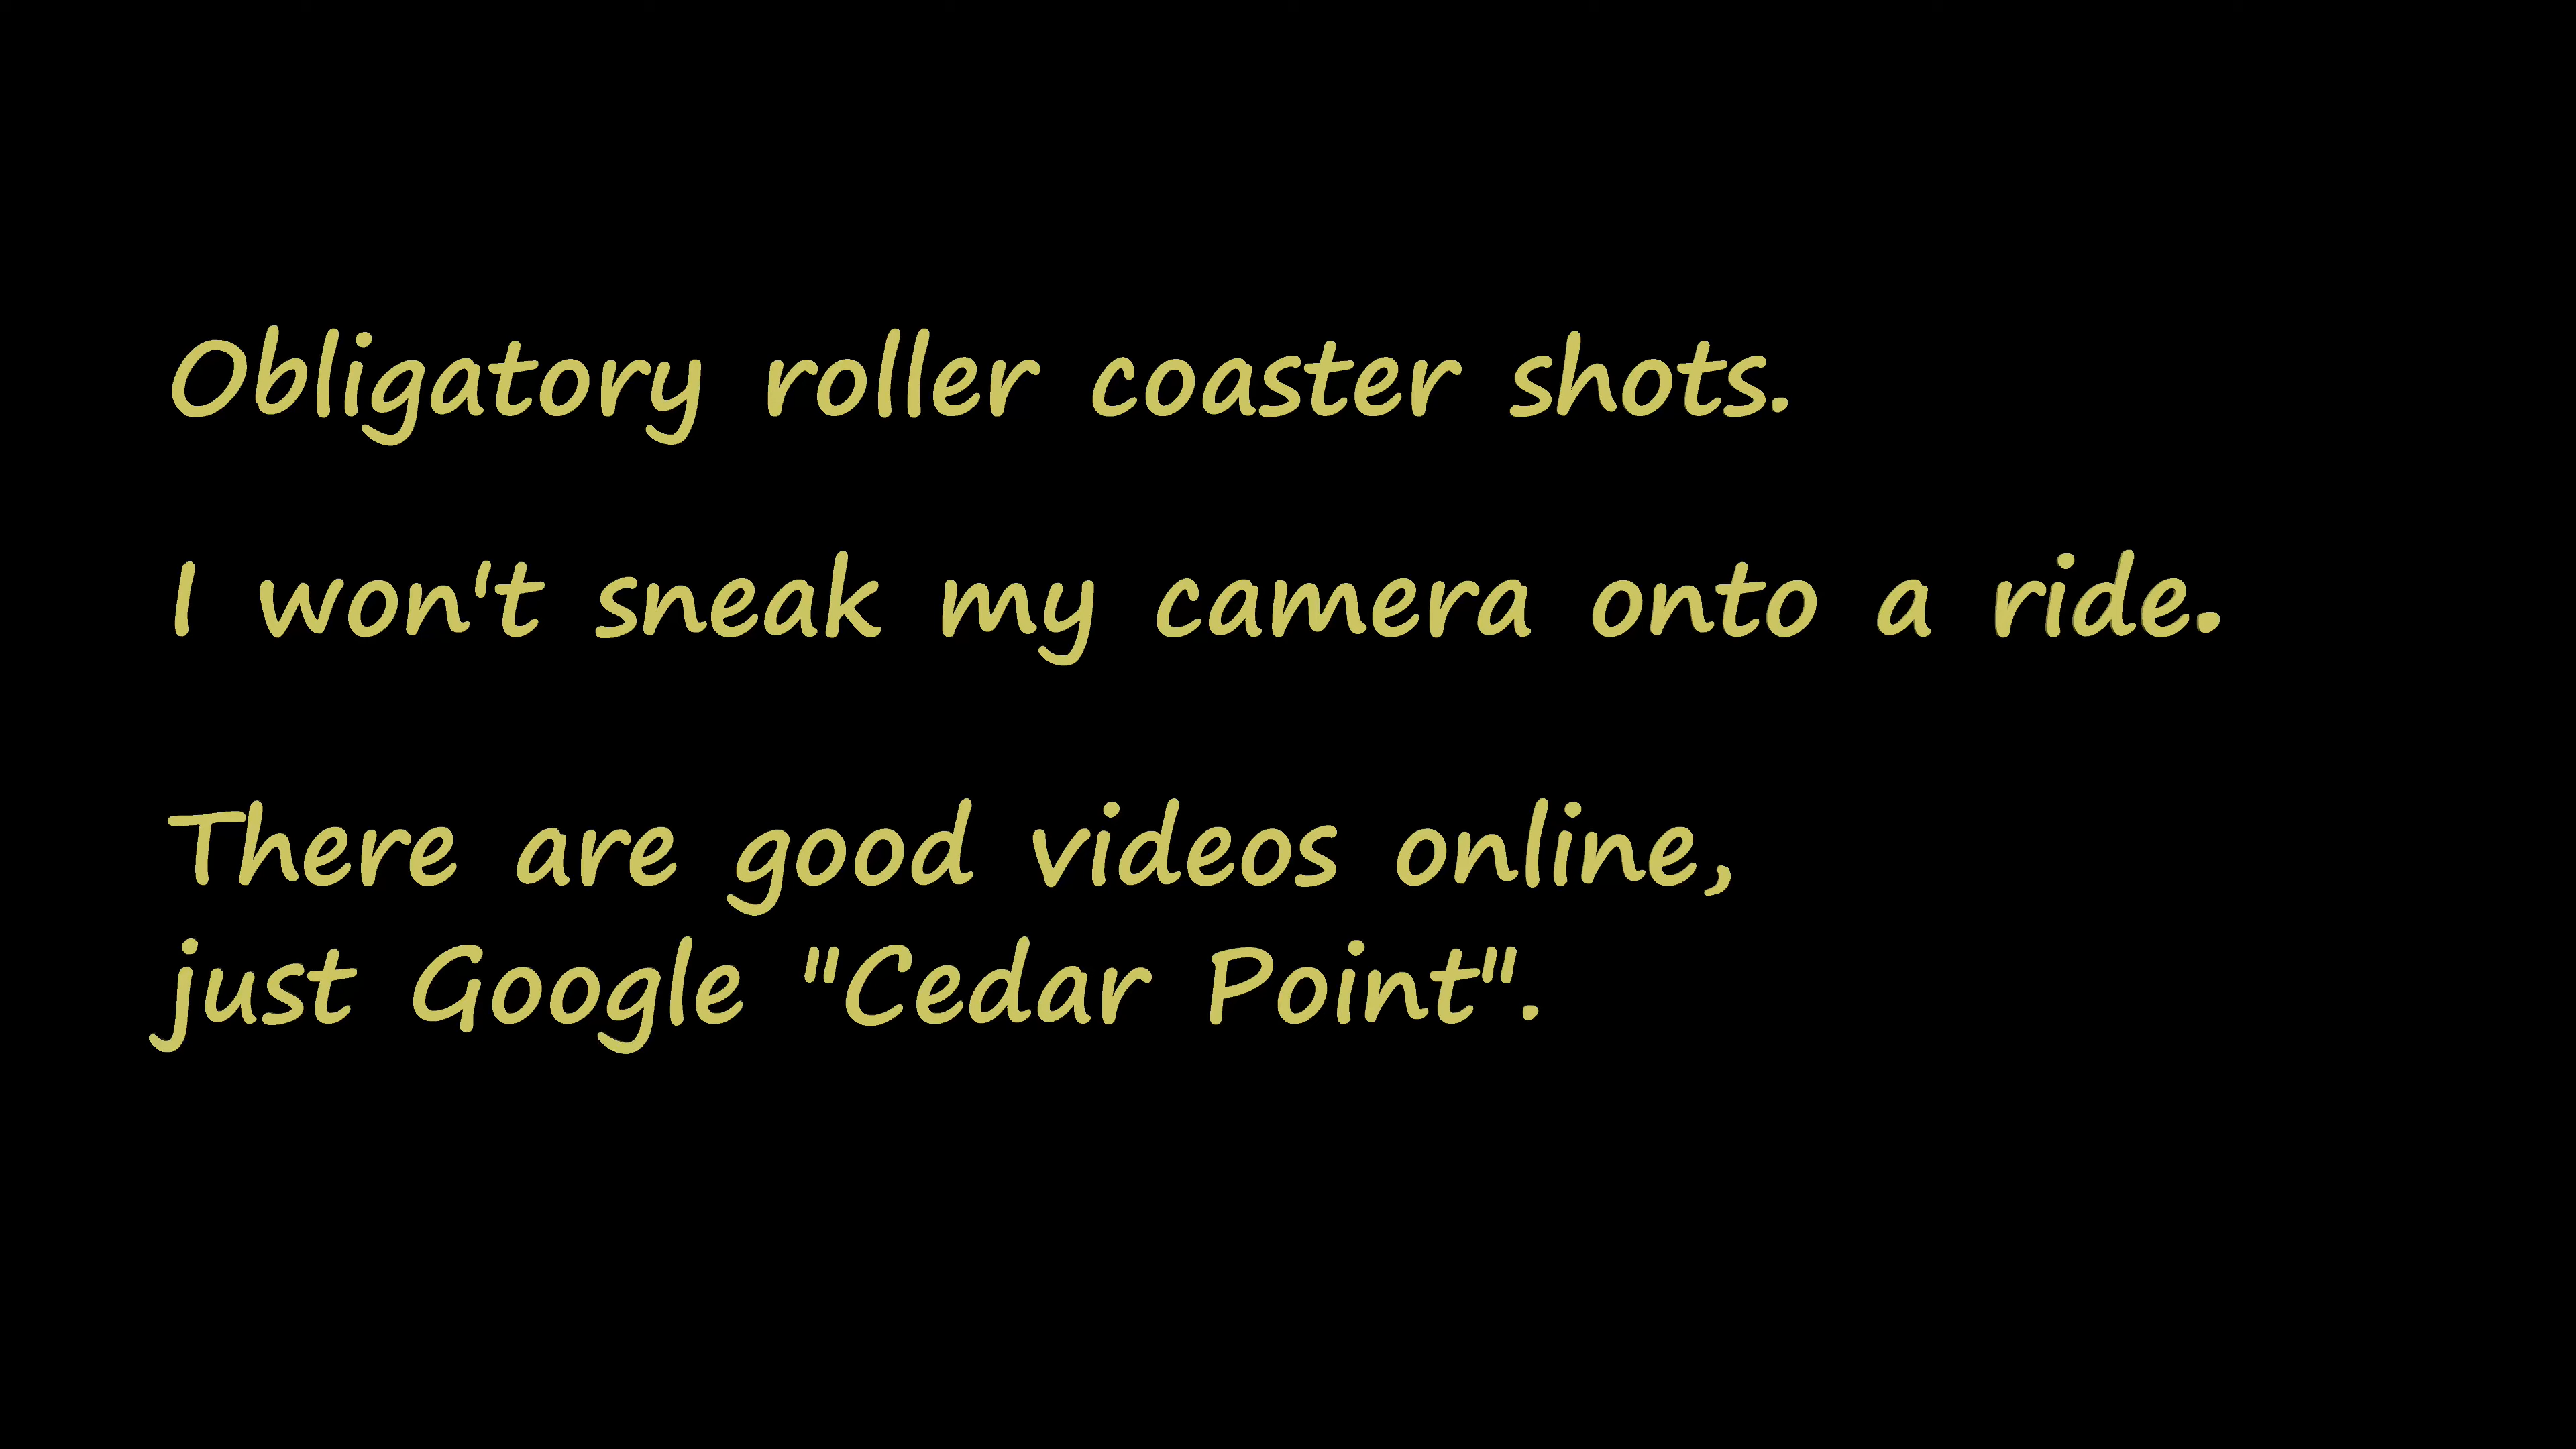 Obligatory roller coaster shots.
I won't sneak my camera onto a ride.
There are good videos online,
just Google "Cedar Point".